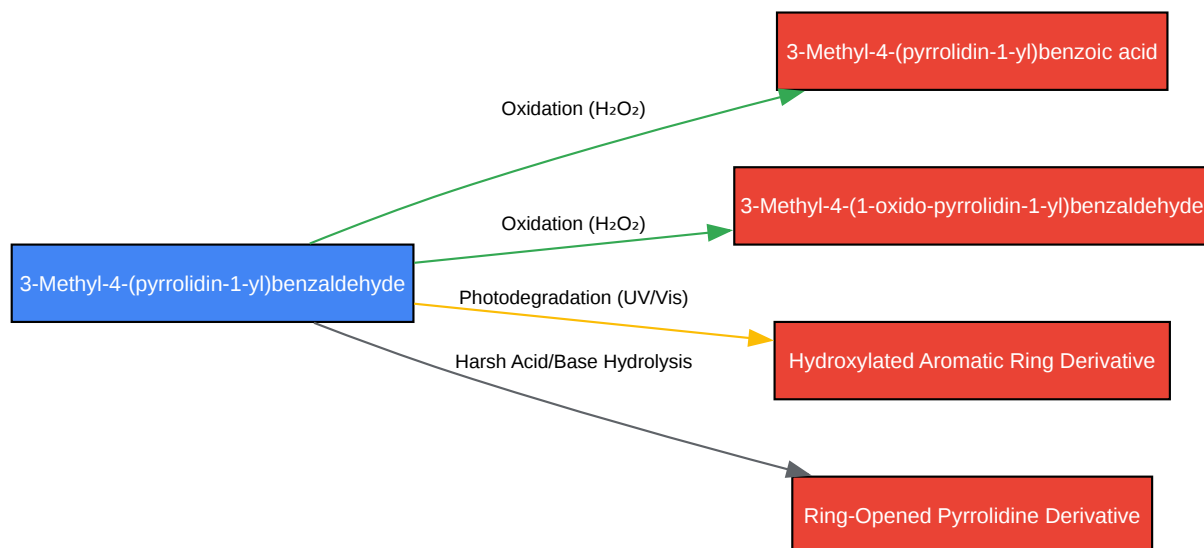 3-Methyl-4-(pyrrolidin-1-yl)benzoic acid
Oxidation (H₂O₂)
3-Methyl-4-(1-oxido-pyrrolidin-1-yl)benzaldehyde
Oxidation (H₂O₂)
3-Methyl-4-(pyrrolidin-1-yl)benzaldehyde
Photodegradation (UV/Vis)
Harsh Acid/Base Hydrolysis
Hydroxylated Aromatic Ring Derivative
Ring-Opened Pyrrolidine Derivative